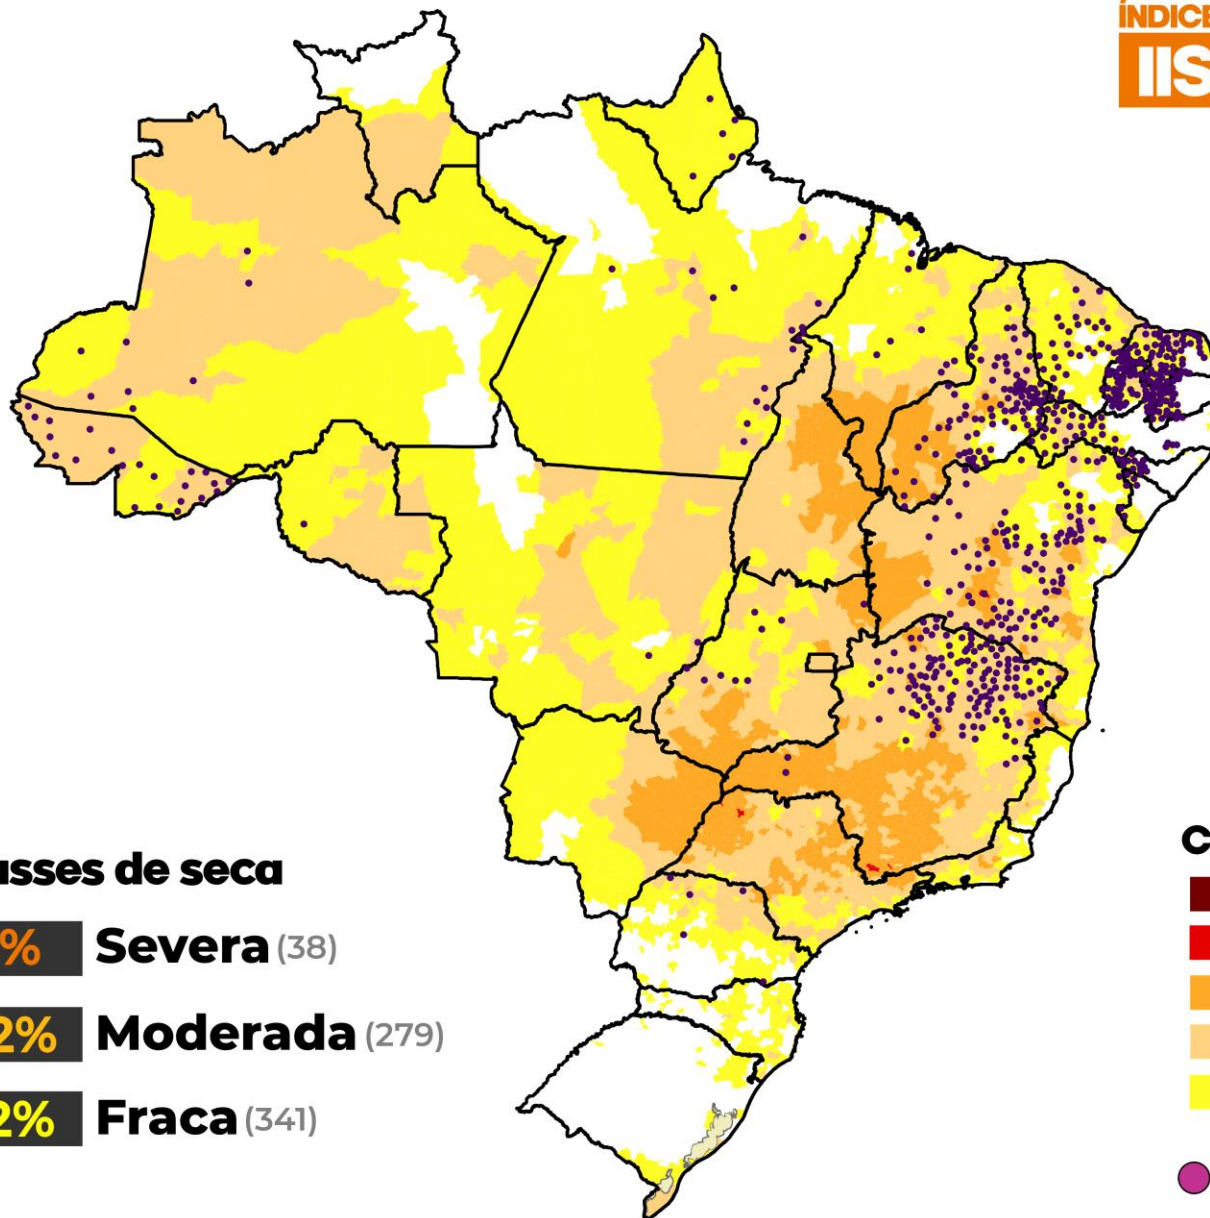 ÍNDICE
IIS
asses de seca
% Severa (38)
2% Moderada (279)
2% Fraca (341)
C